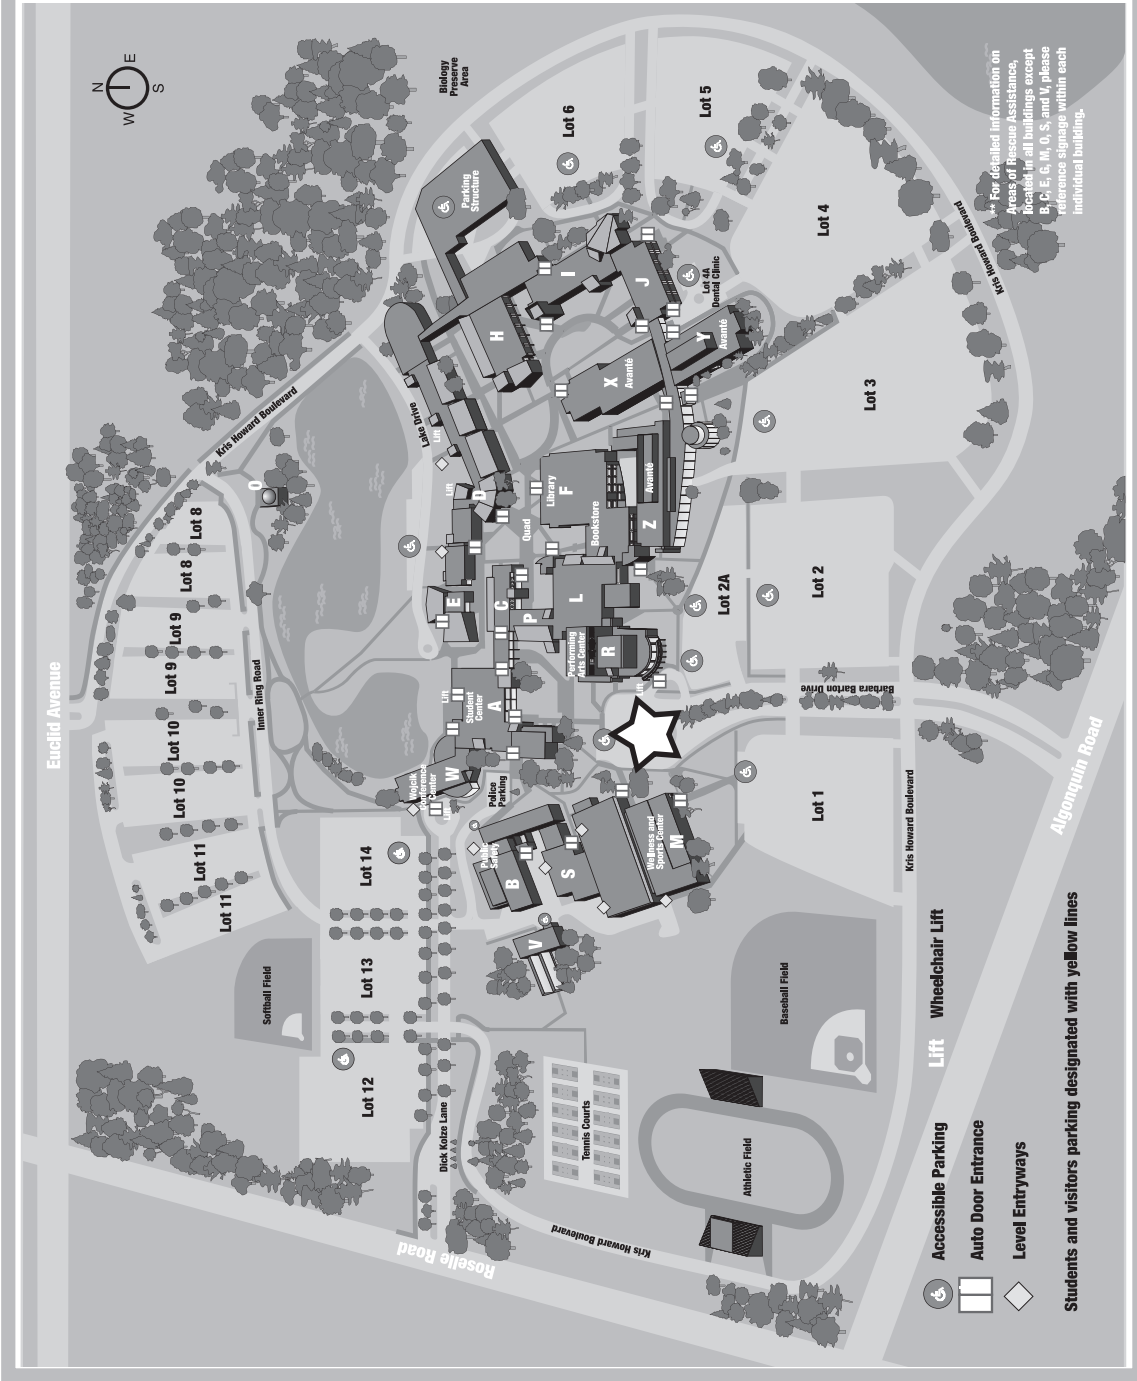 N
E
W
S
Biology
Preserve
Area
** For detailed information on
Areas of Rescue Assistance,
located in all buildings except
B, C, E, G, M, O, S, and V, please
reference signage within each
individual building.
Euclid Avenue
Kris Howard Boulevard
Inner Ring Road
Lake Drive
Lot 8
Lot 8
Lot 9
Lot 9
Lot 10
Lot 10
Lot 11
Lot 11
O
Parking
Structure
Lot 6
Lot 5
Lot 4
Lot 4A
Dental Clinic
Kris Howard Boulevard
Lot 3
H
I
J
X
Avanté
Y
Avanté
Lift
Lift
D
Library
F
Quad
Bookstore
Avanté
Z
E
C
P
L
Performing
Arts Center
R
Lift
Lot 2A
Lot 2
Barbara Barton Drive
Lift
Student
Center
A
Wojcik
Conference
Center
W
Lift
Police
Parking
Public
Safety
B
S
Wellness and
Sports Center
M
V
Lot 1
Kris Howard Boulevard
Algonquin Road
Lot 14
Lot 13
Lot 12
Softball Field
Baseball Field
Dick Kolze Lane
Tennis Courts
Athletic Field
Kris Howard Boulevard
Roselle Road
Accessible Parking
Lift Wheelchair Lift
Auto Door Entrance
Level Entryways
Students and visitors parking designated with yellow lines